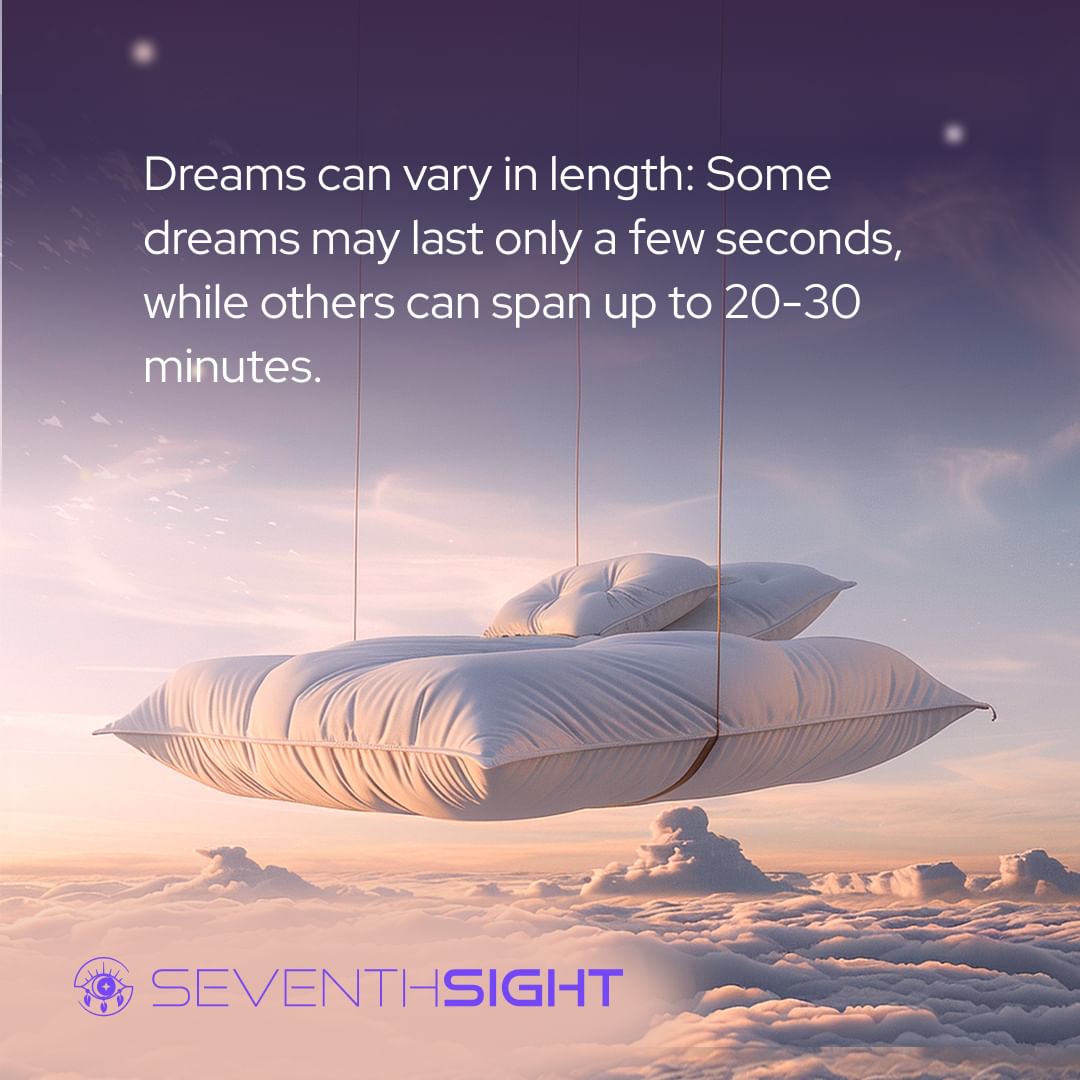 Dreams can vary in length: Some
dreams may last only a few seconds,
while others can span up to 20-30
minutes.
SEVENTHSIGHT